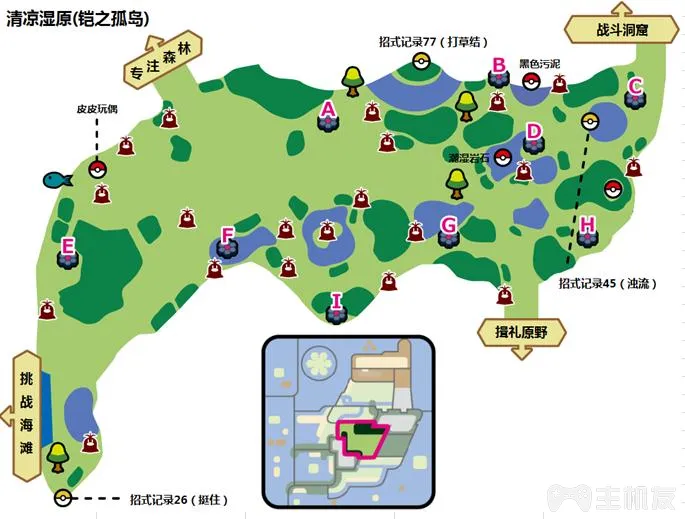 清凉湿原(铠之孤岛)
专注森林
招式记录77（打草结）
战斗洞窟
B
黑色污泥
C
A
皮皮玩偶
D
潮湿岩石
E
F
G
H
招式记录45（浊流）
I
揖礼原野
挑战海滩
招式记录26（挺住）
主机友